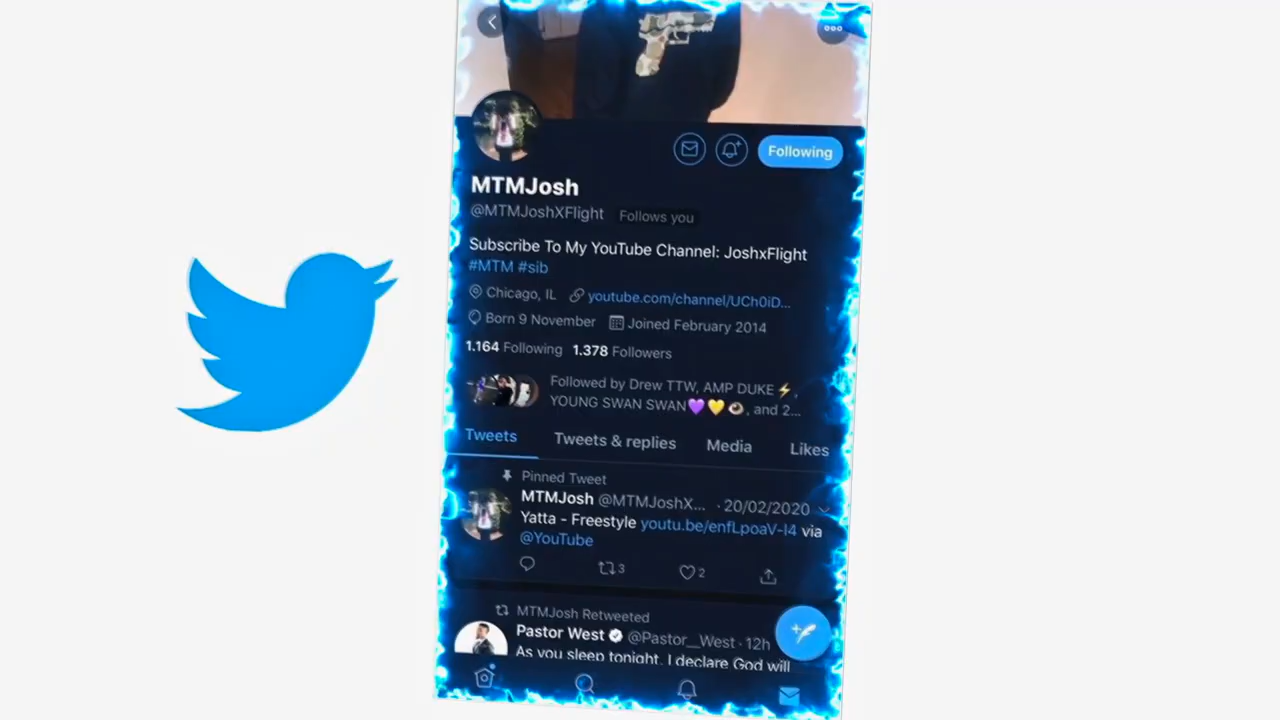 Following
MTMJosh
@MTMJoshXFlight Follows you
Subscribe To My YouTube Channel: JoshxFlight
#MTM #sib
Chicago, IL youtube.com/channel/UCh0iD...
Born 9 November Joined February 2014
1.164 Following 1.378 Followers
Followed by Drew TTW, AMP DUKE⚡,
YOUNG SWAN SWAN💜💛👁, and 2...
Tweets Tweets & replies Media Likes
Pinned Tweet
MTMJosh @MTMJoshX... · 20/02/2020
Yatta - Freestyle youtu.be/enfLpoaV-I4 via
@YouTube
3 2
MTMJosh Retweeted
Pastor West @Pastor__West · 12h
As you sleep tonight, I declare God will